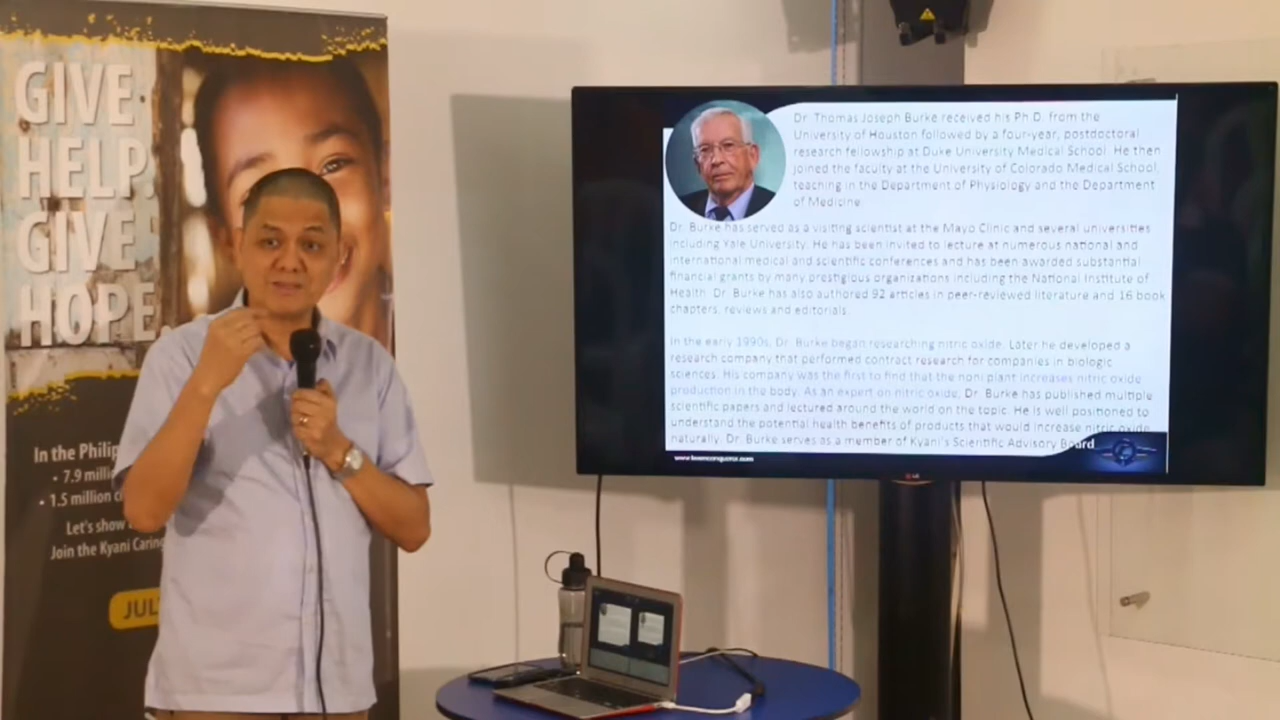 GIVE
HELP.
GIVE
HOPE.
In the Philip
• 7.9 milli
• 1.5 million c
Let's show
Join the Kyani Caring
JUL
Dr. Thomas Joseph Burke received his Ph.D. from the
University of Houston followed by a four-year, postdoctoral
research fellowship at Duke University Medical School. He then
joined the faculty at the University of Colorado Medical School,
teaching in the Department of Physiology and the Department
of Medicine.
Dr. Burke has served as a visiting scientist at the Mayo Clinic and several universities
including Yale University. He has been invited to lecture at numerous national and
international medical and scientific conferences and has been awarded substantial
financial grants by many prestigious organizations including the National Institute of
Health. Dr. Burke has also authored 92 articles in peer-reviewed literature and 16 book
chapters, reviews and editorials.
In the early 1990s, Dr. Burke began researching nitric oxide. Later he developed a
research company that performed contract research for companies in biologic
sciences. His company was the first to find that the noni plant increases nitric oxide
production in the body. As an expert on nitric oxide, Dr. Burke has published multiple
scientific papers and lectured around the world on the topic. He is well positioned to
understand the potential health benefits of products that would increase nitric oxide
naturally. Dr. Burke serves as a member of Kyäni's Scientific Advisory Board
LG